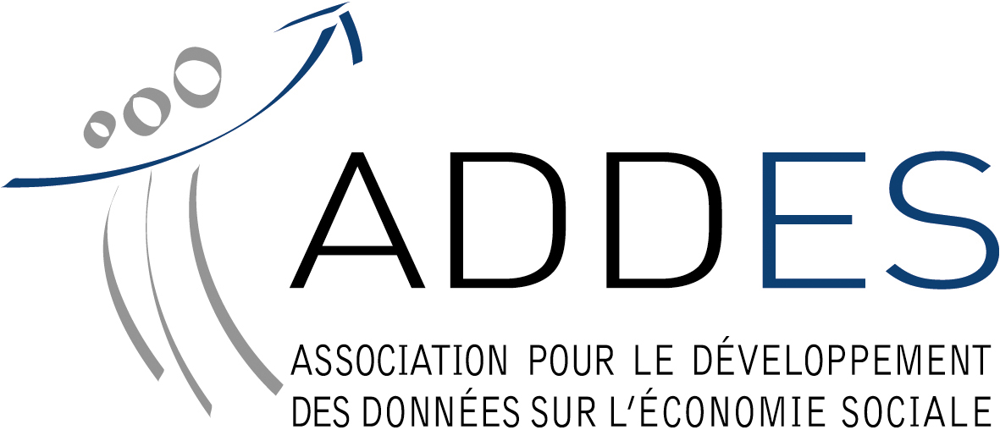 ADDES
ASSOCIATION POUR LE DÉVELOPPEMENT
DES DONNÉES SUR L'ÉCONOMIE SOCIALE